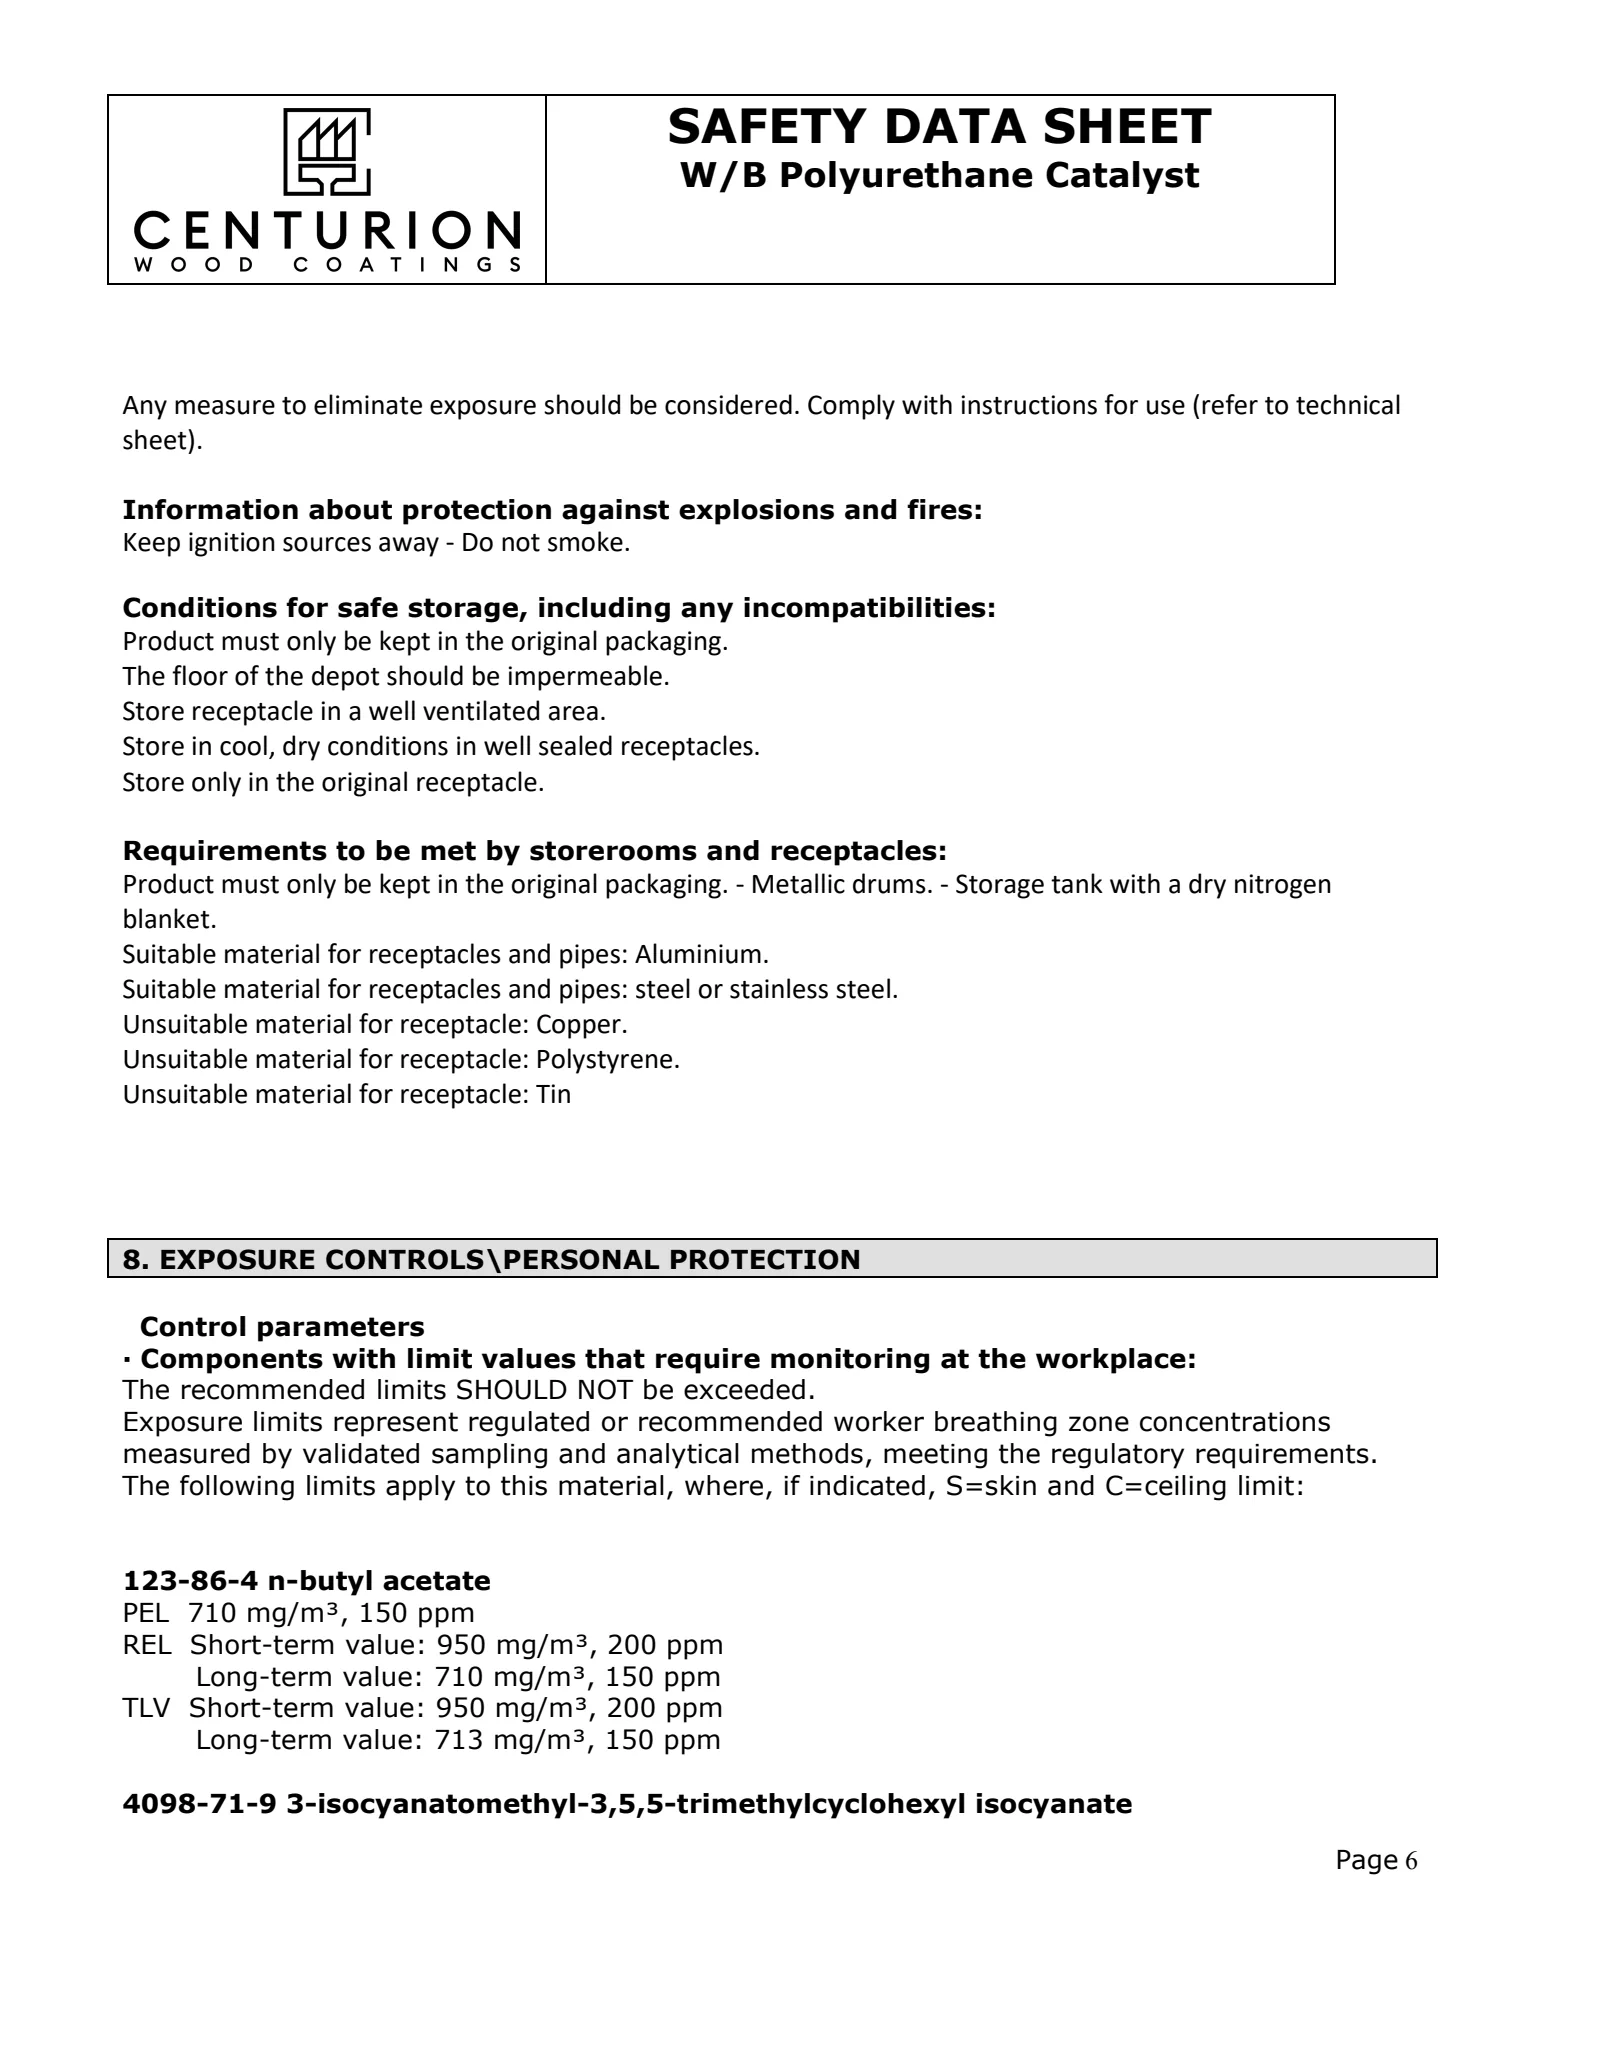 CENTURION
WOOD COATINGS
SAFETY DATA SHEET
W/B Polyurethane Catalyst
Any measure to eliminate exposure should be considered. Comply with instructions for use (refer to technical
sheet).
Information about protection against explosions and fires:
Keep ignition sources away - Do not smoke.
Conditions for safe storage, including any incompatibilities:
Product must only be kept in the original packaging.
The floor of the depot should be impermeable.
Store receptacle in a well ventilated area.
Store in cool, dry conditions in well sealed receptacles.
Store only in the original receptacle.
Requirements to be met by storerooms and receptacles:
Product must only be kept in the original packaging. - Metallic drums. - Storage tank with a dry nitrogen
blanket.
Suitable material for receptacles and pipes: Aluminium.
Suitable material for receptacles and pipes: steel or stainless steel.
Unsuitable material for receptacle: Copper.
Unsuitable material for receptacle: Polystyrene.
Unsuitable material for receptacle: Tin
8. EXPOSURE CONTROLS\PERSONAL PROTECTION
Control parameters
· Components with limit values that require monitoring at the workplace:
The recommended limits SHOULD NOT be exceeded.
Exposure limits represent regulated or recommended worker breathing zone concentrations
measured by validated sampling and analytical methods, meeting the regulatory requirements.
The following limits apply to this material, where, if indicated, S=skin and C=ceiling limit:
123-86-4 n-butyl acetate
PEL 710 mg/m³, 150 ppm
REL Short-term value: 950 mg/m³, 200 ppm
Long-term value: 710 mg/m³, 150 ppm
TLV Short-term value: 950 mg/m³, 200 ppm
Long-term value: 713 mg/m³, 150 ppm
4098-71-9 3-isocyanatomethyl-3,5,5-trimethylcyclohexyl isocyanate
Page 6